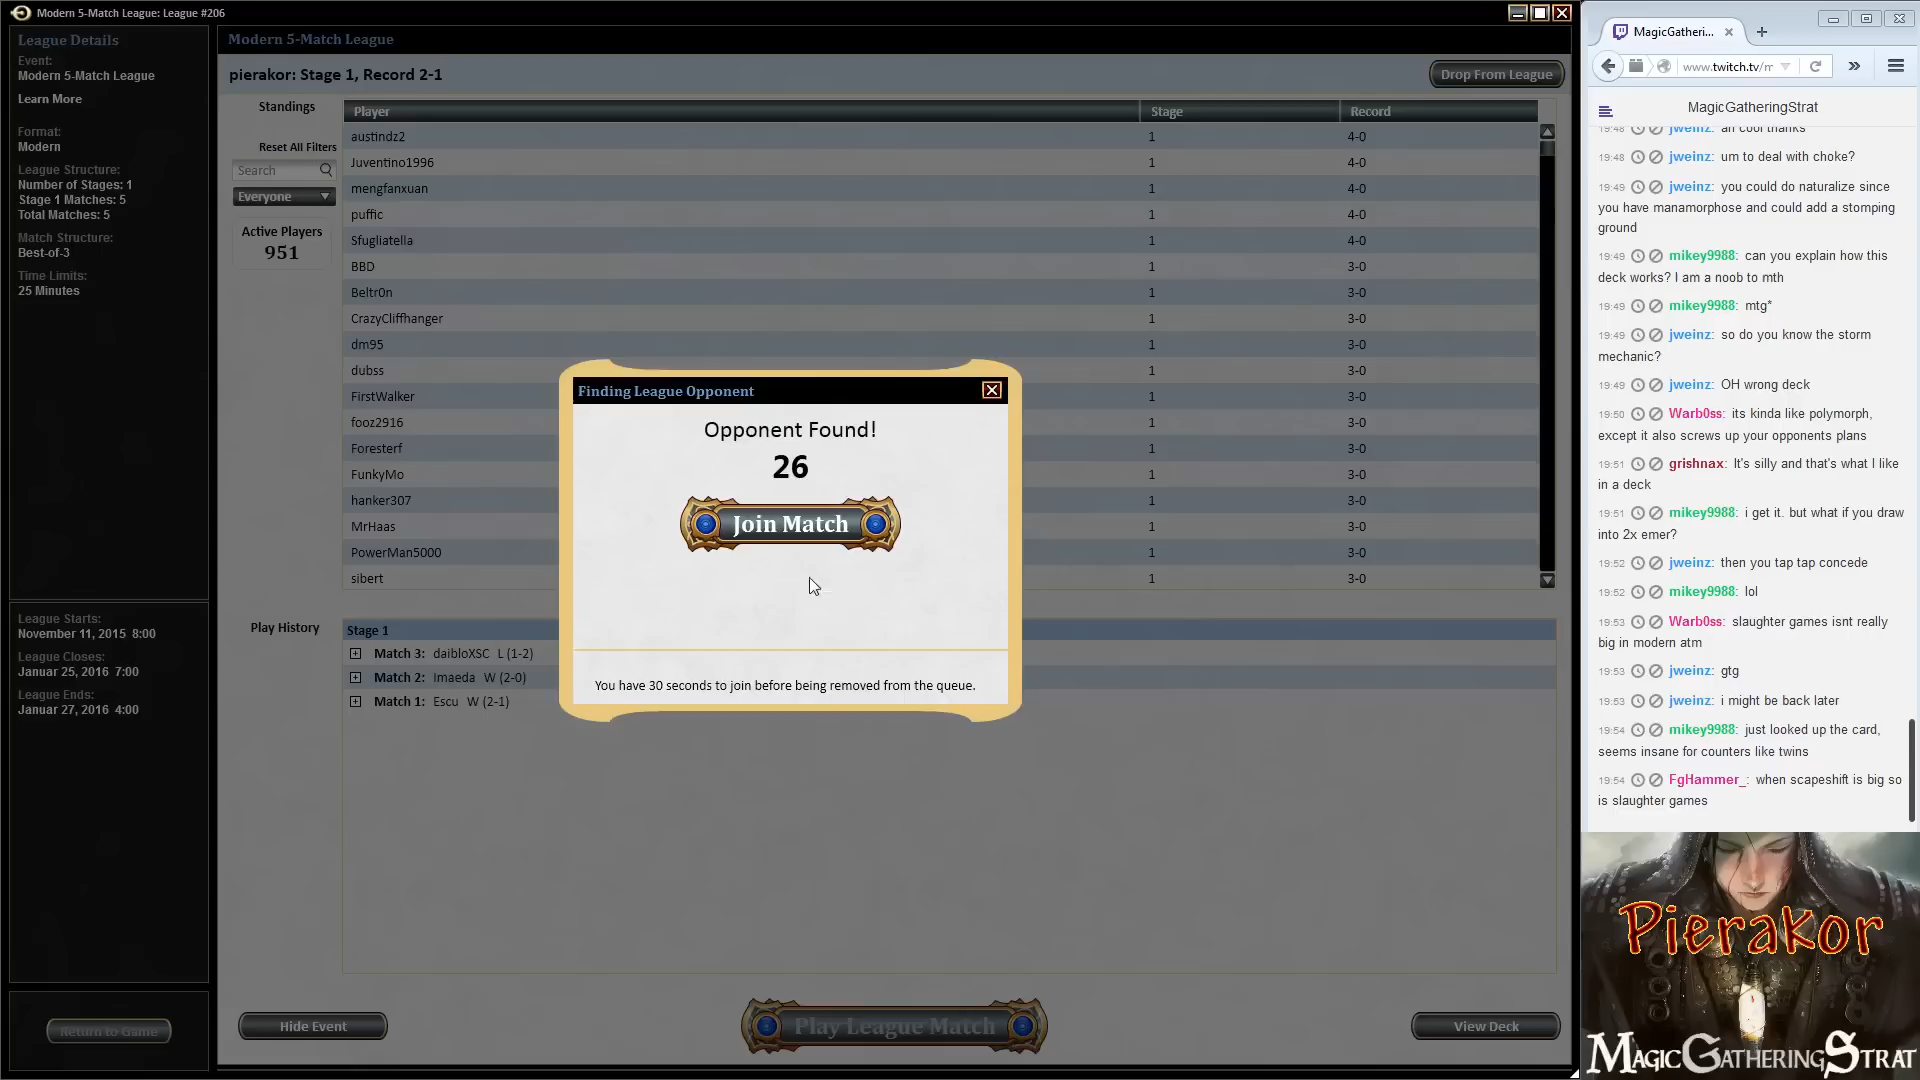 Modern 5-Match League: League #206
League Details
Event:
Modern 5-Match League
Learn More
Format:
Modern
League Structure:
Number of Stages: 1
Stage 1 Matches: 5
Total Matches: 5
Match Structure:
Best-of-3
Time Limits:
25 Minutes
League Starts:
November 11, 2015 8:00
League Closes:
Januar 25, 2016 7:00
League Ends:
Januar 27, 2016 4:00
Return to Game
Modern 5-Match League
pierakor: Stage 1, Record 2-1
Drop From League
Standings
Reset All Filters
Search
Everyone
Active Players
951
Player Stage Record
austindz2 1 4-0
Juventino1996 1 4-0
mengfanxuan 1 4-0
puffic 1 4-0
Sfugliatella 1 4-0
BBD 1 3-0
Beltr0n 1 3-0
CrazyCliffhanger 1 3-0
dm95 1 3-0
dubss 1 3-0
FirstWalker 1 3-0
fooz2916 1 3-0
Foresterf 1 3-0
FunkyMo 1 3-0
hanker307 1 3-0
MrHaas 1 3-0
PowerMan5000 1 3-0
sibert 1 3-0
Finding League Opponent
Opponent Found!
26
Join Match
You have 30 seconds to join before being removed from the queue.
Play History
Stage 1
Match 3: daibloXSC L (1-2)
Match 2: Imaeda W (2-0)
Match 1: Escu W (2-1)
Hide Event
Play League Match
View Deck
MagicGatheri...
www.twitch.tv/m
MagicGatheringStrat
19:48 jweinz: ah cool thanks
19:48 jweinz: um to deal with choke?
19:49 jweinz: you could do naturalize since
you have manamorphose and could add a stomping
ground
19:49 mikey9988: can you explain how this
deck works? I am a noob to mth
19:49 mikey9988: mtg*
19:49 jweinz: so do you know the storm
mechanic?
19:49 jweinz: OH wrong deck
19:50 Warb0ss: its kinda like polymorph,
except it also screws up your opponents plans
19:51 grishnax: It's silly and that's what I like
in a deck
19:51 mikey9988: i get it. but what if you draw
into 2x emer?
19:52 jweinz: then you tap tap concede
19:52 mikey9988: lol
19:53 Warb0ss: slaughter games isnt really
big in modern atm
19:53 jweinz: gtg
19:53 jweinz: i might be back later
19:54 mikey9988: just looked up the card,
seems insane for counters like twins
19:54 FgHammer_: when scapeshift is big so
is slaughter games
Pierakor
MagicGatheringStrat